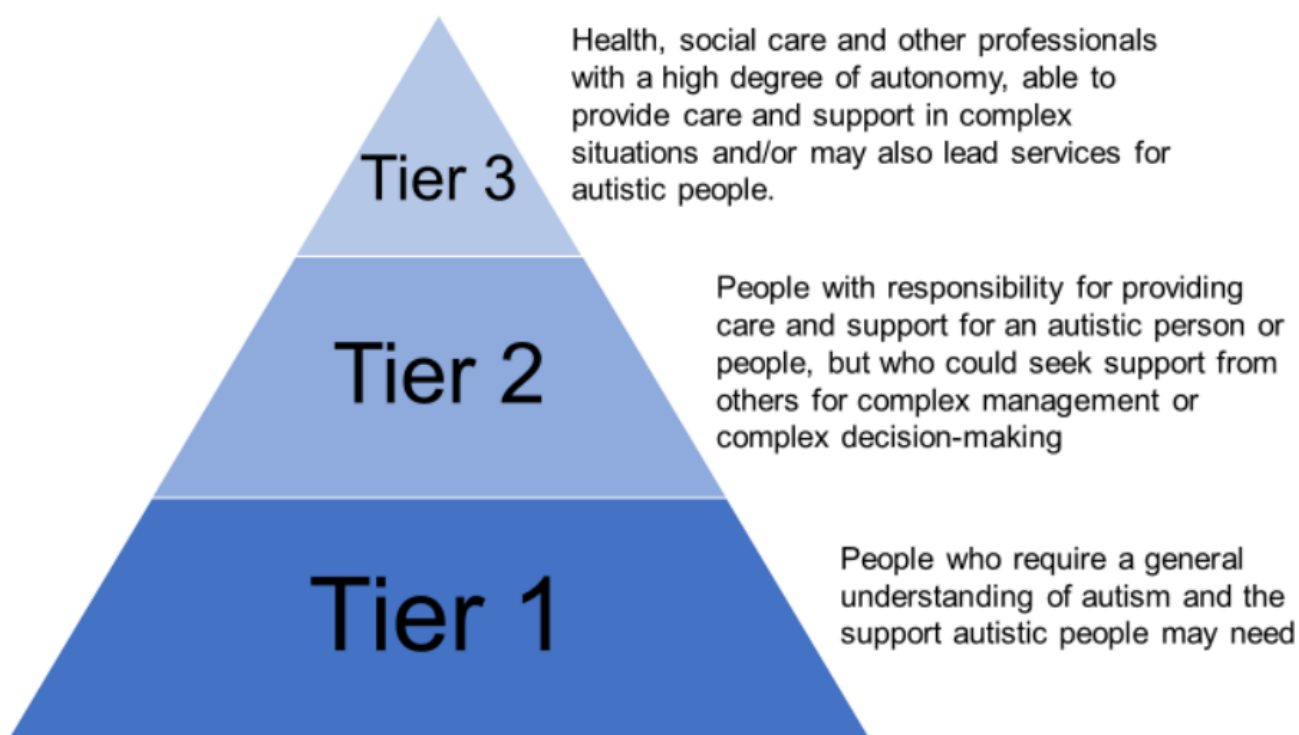 Health, social care and other professionals
with a high degree of autonomy, able to
provide care and support in complex
situations and/or may also lead services for
autistic people.
Tier 3
People with responsibility for providing
care and support for an autistic person or
people, but who could seek support from
others for complex management or
complex decision-making
Tier 2
People who require a general
understanding of autism and the
support autistic people may need
Tier 1